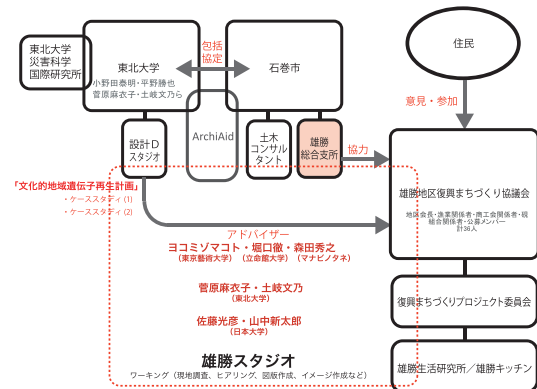 東北大学
災害科学
国際研究所
東北大学
小野田泰明・平野勝也
菅原麻衣子・土岐文乃ら
包括
協定
石巻市
住民
意見・参加
設計D
スタジオ
ArchiAid
土木
コンサル
タント
雄勝
総合支所
協力
「文化的地域遺伝子再生計画」
・ケーススタディ (1)
・ケーススタディ (2)
雄勝地区復興まちづくり協議会
地区会長・漁業関係者・商工会関係者・硯
組合関係者・公募メンバー
計36人
アドバイザー
ヨコミゾマコト・堀口徹・森田秀之
（東京藝術大学）（立命館大学）（マナビノタネ）
菅原麻衣子・土岐文乃
（東北大学）
佐藤光彦・山中新太郎
（日本大学）
復興まちづくりプロジェクト委員会
雄勝スタジオ
ワーキング（現地調査、ヒアリング、図版作成、イメージ作成など）
雄勝生活研究所／雄勝キッチン